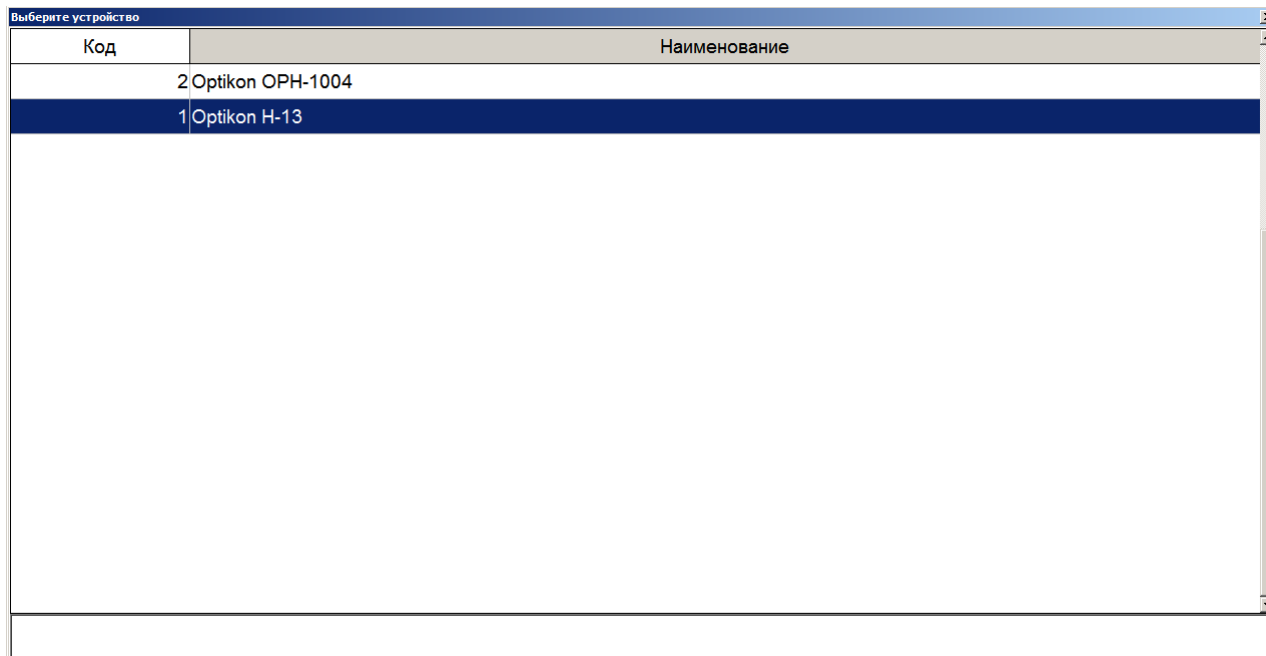 Выберите устройство
Код Наименование
2 Optikon OPH-1004
1 Optikon H-13